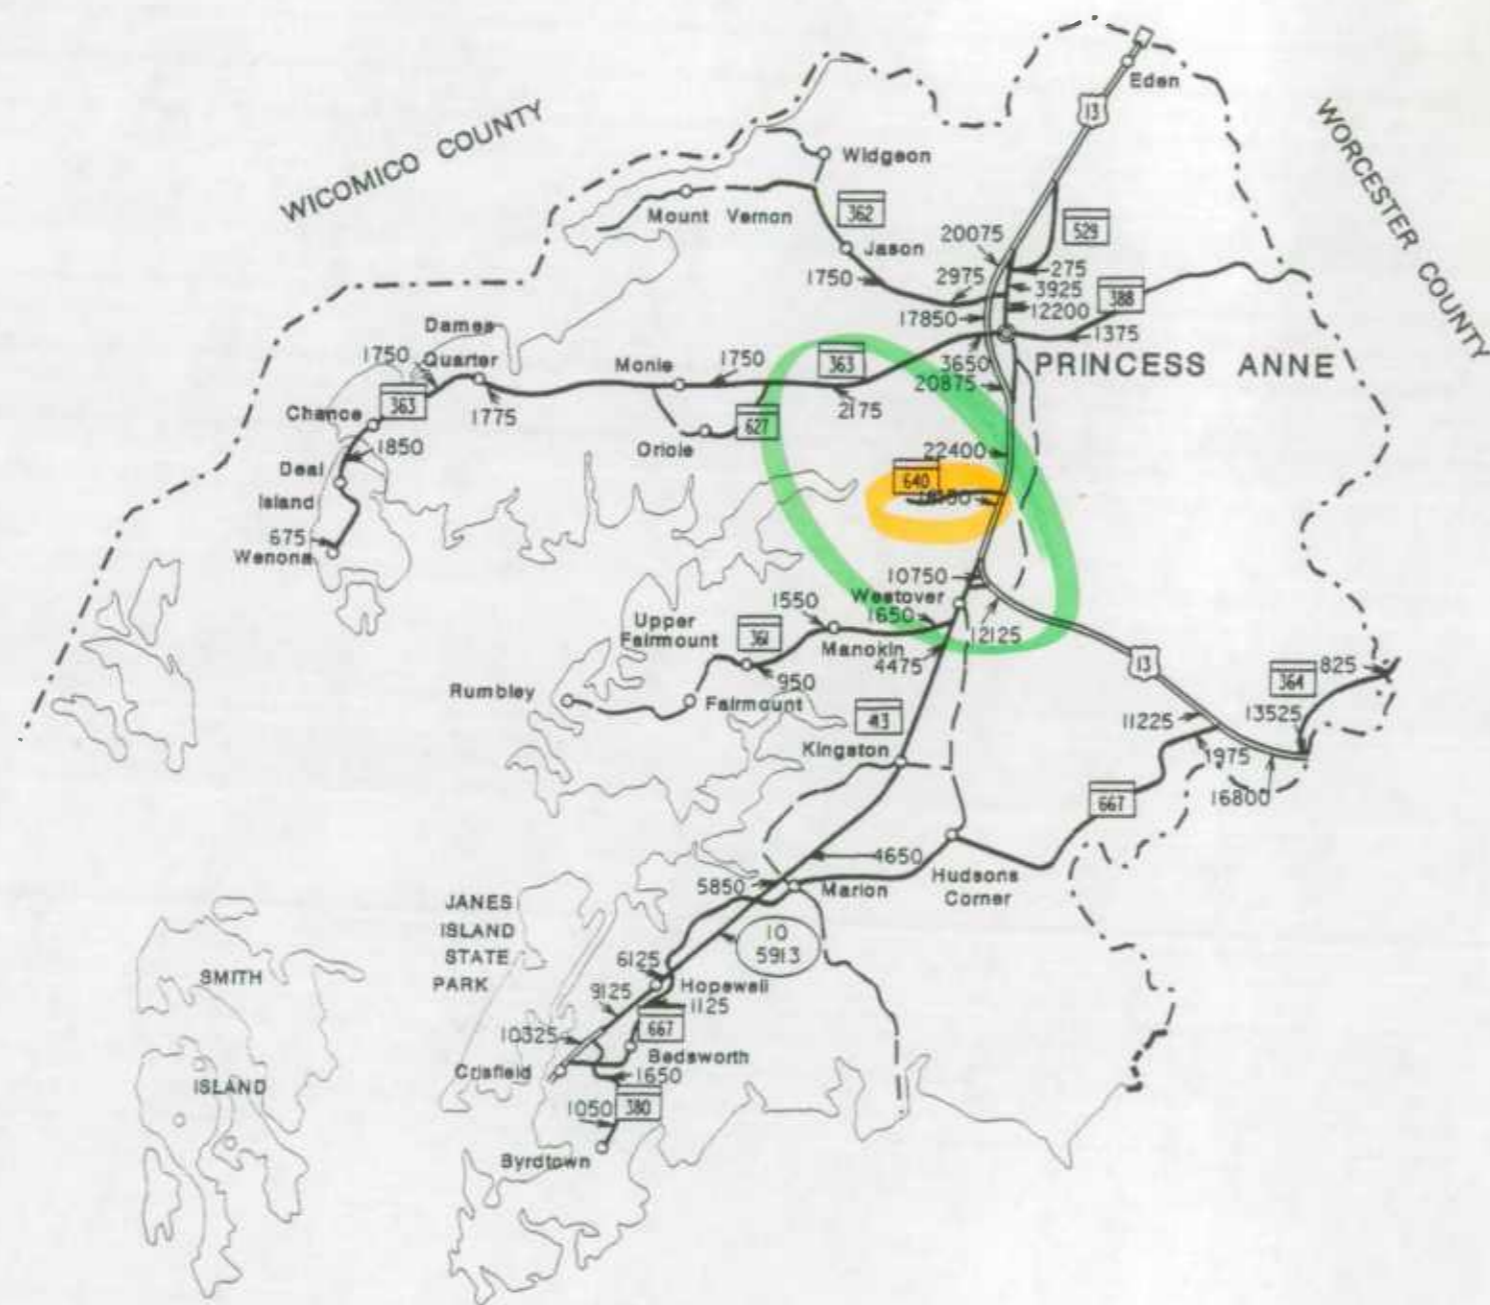 Eden
13
WICOMICO COUNTY
WORCESTER COUNTY
Widgeon
Mount Vernon
362
529
20075
Jason
275
1750
2975
3925
388
12200
17850
1375
Dames
Quarter
1750
Monie
1750
363
3650
PRINCESS ANNE
20875
363
1775
2175
Chance
627
1850
Oriole
22400
Deal
Island
640
675
Wenona
10750
Westover
1550
1650
12125
Upper
Fairmount
361
Manokin
4475
13
825
364
950
Rumbley
Fairmount
413
11225
13525
Kingston
1975
16800
667
4650
5850
Marion
Hudsons
Corner
JANES
ISLAND
STATE
PARK
10
5913
6125
SMITH
Hopewell
9125
1125
667
10325
Bedsworth
Crisfield
1650
ISLAND
1050
380
Byrdtown